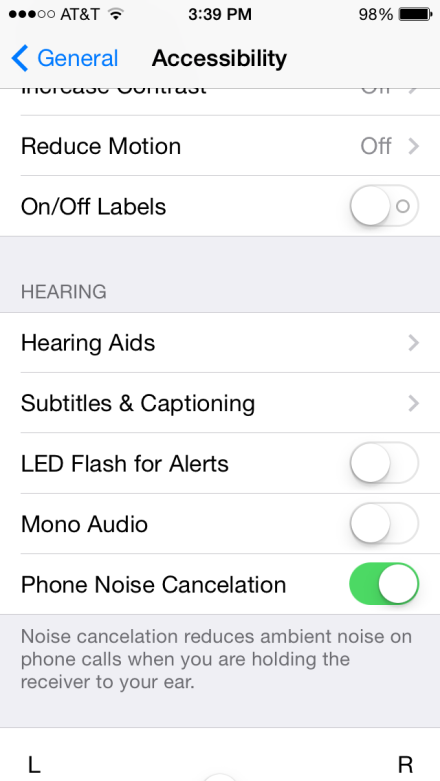 AT&T 3:39 PM 98%
General Accessibility
Increase Contrast Off
Reduce Motion Off
On/Off Labels
HEARING
Hearing Aids
Subtitles & Captioning
LED Flash for Alerts
Mono Audio
Phone Noise Cancelation
Noise cancelation reduces ambient noise on
phone calls when you are holding the
receiver to your ear.
L R